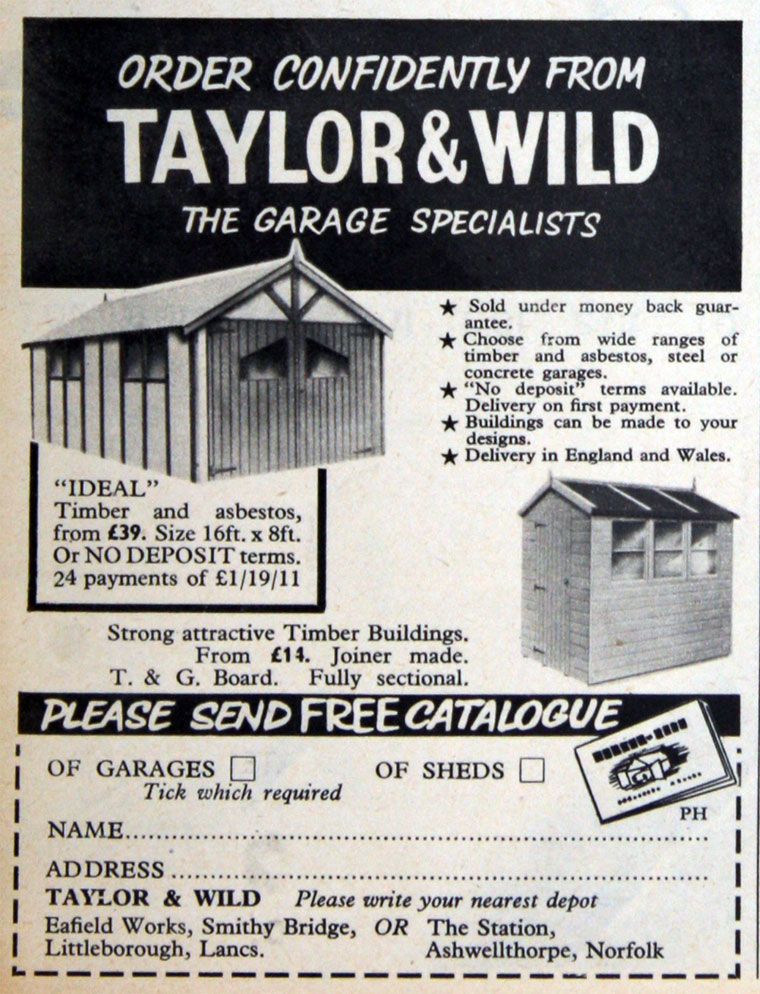 ORDER CONFIDENTLY FROM
TAYLOR & WILD
THE GARAGE SPECIALISTS
★ Sold under money back guar-
antee.
★ Choose from wide ranges of
timber and asbestos, steel or
concrete garages.
★ "No deposit" terms available.
Delivery on first payment.
★ Buildings can be made to your
designs.
★ Delivery in England and Wales.
"IDEAL"
Timber and asbestos,
from £39. Size 16ft. x 8ft.
Or NO DEPOSIT terms.
24 payments of £1/19/11
Strong attractive Timber Buildings.
From £14. Joiner made.
T. & G. Board. Fully sectional.
PLEASE SEND FREE CATALOGUE
OF GARAGES □ OF SHEDS □
Tick which required
PH
NAME
ADDRESS
TAYLOR & WILD Please write your nearest depot
Eafield Works, Smithy Bridge, OR The Station,
Littleborough, Lancs. Ashwellthorpe, Norfolk